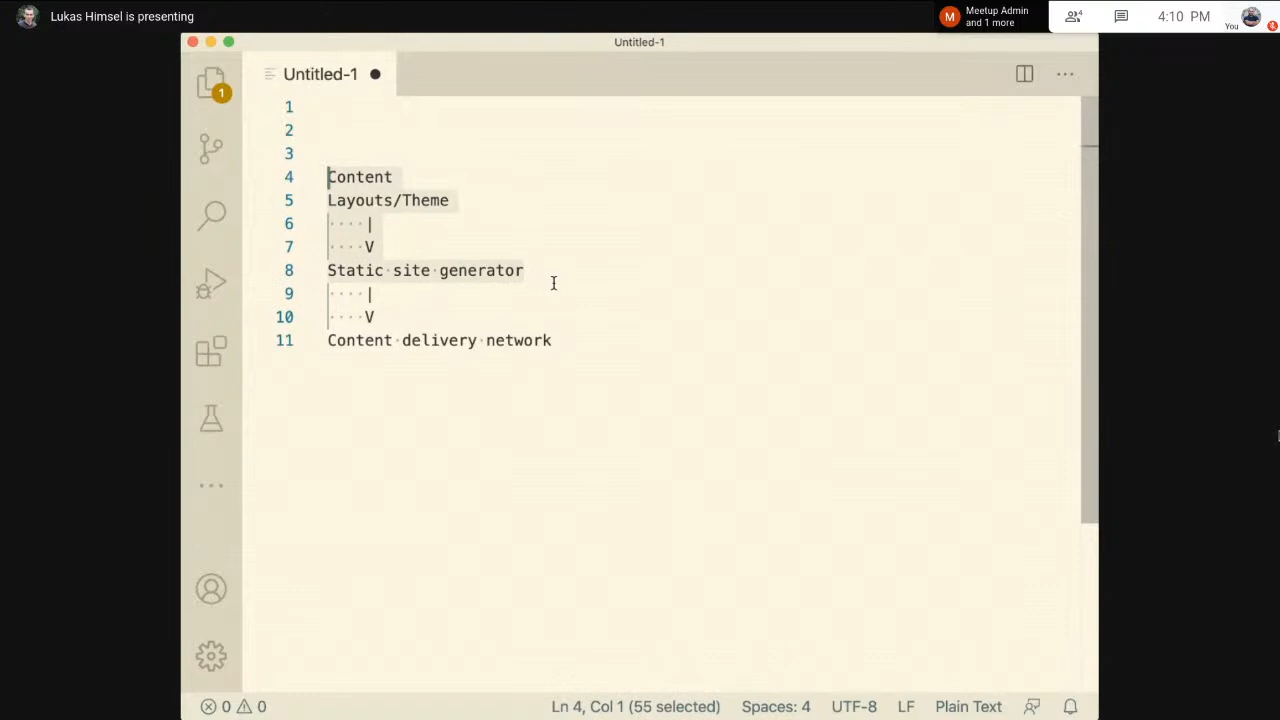 Lukas Himsel is presenting
M
Meetup Admin
and 1 more
4
4:10 PM
You
Untitled-1
Untitled-1
1
1
2
3
4 Content
5 Layouts/Theme
6 ····|
7 ····V
8 Static·site·generator
9 ····|
10 ····V
11 Content·delivery·network
0 0
Ln 4, Col 1 (55 selected)
Spaces: 4
UTF-8
LF
Plain Text